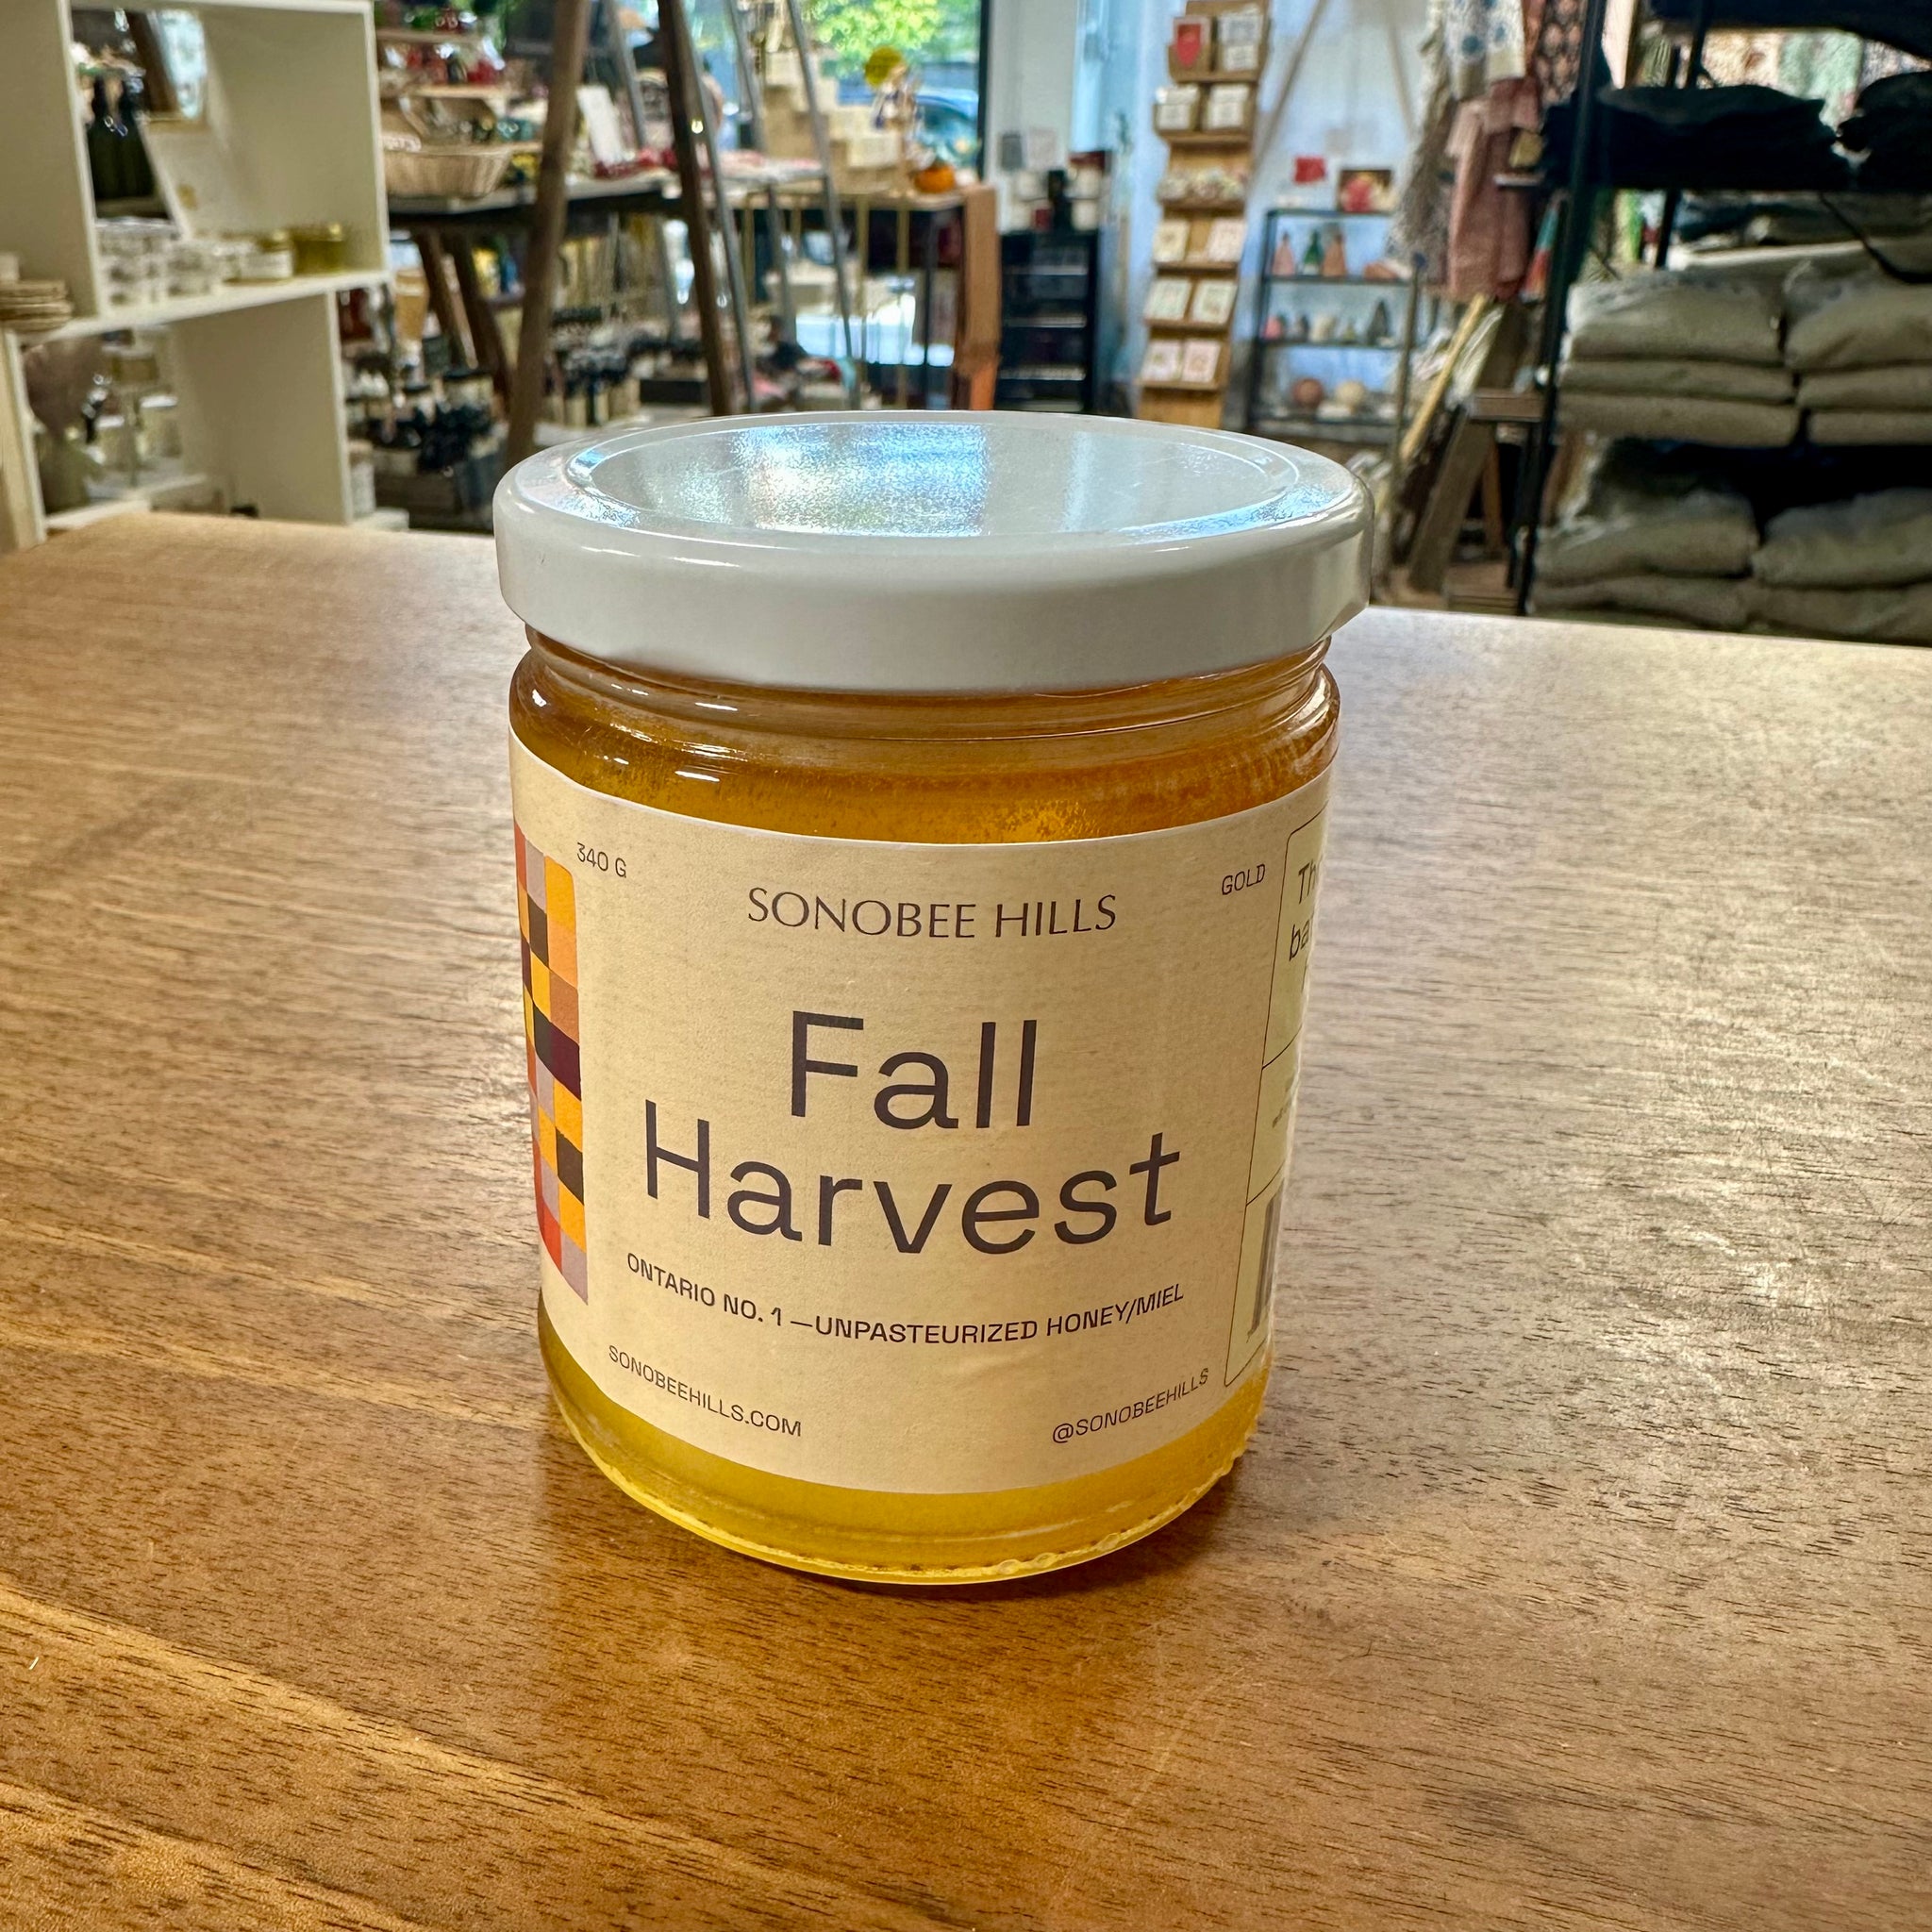 340 G
GOLD
SONOBEE HILLS
Fall
Harvest
ONTARIO NO. 1—UNPASTEURIZED HONEY/MIEL
SONOBEEHILLS.COM
@SONOBEEHILLS